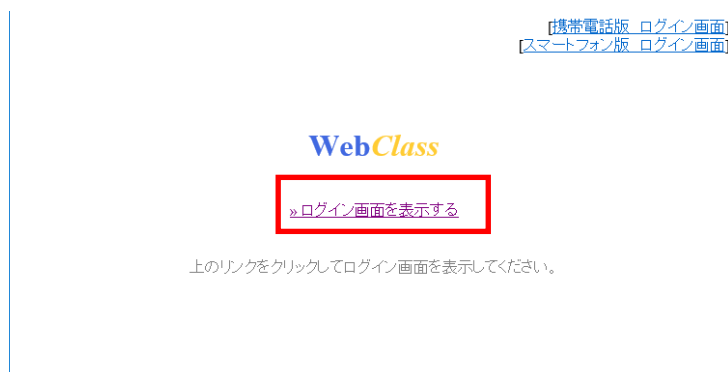 [携帯電話版 ログイン画面]
[スマートフォン版 ログイン画面]
WebClass
» ログイン画面を表示する
上のリンクをクリックしてログイン画面を表示してください。